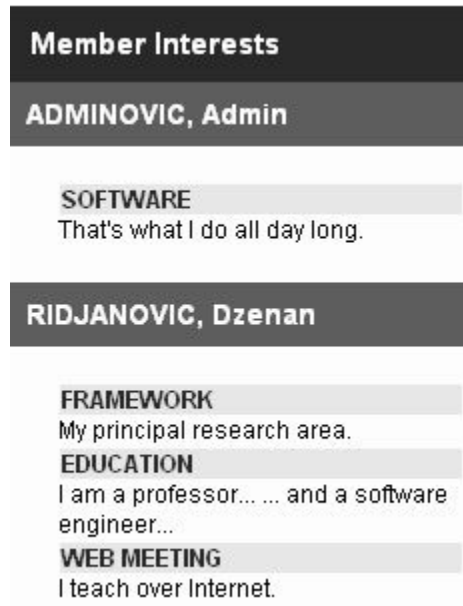 Member Interests
ADMINOVIC, Admin
SOFTWARE
That's what I do all day long.
RIDJANOVIC, Dzenan
FRAMEWORK
My principal research area.
EDUCATION
I am a professor... ... and a software
engineer...
WEB MEETING
I teach over Internet.